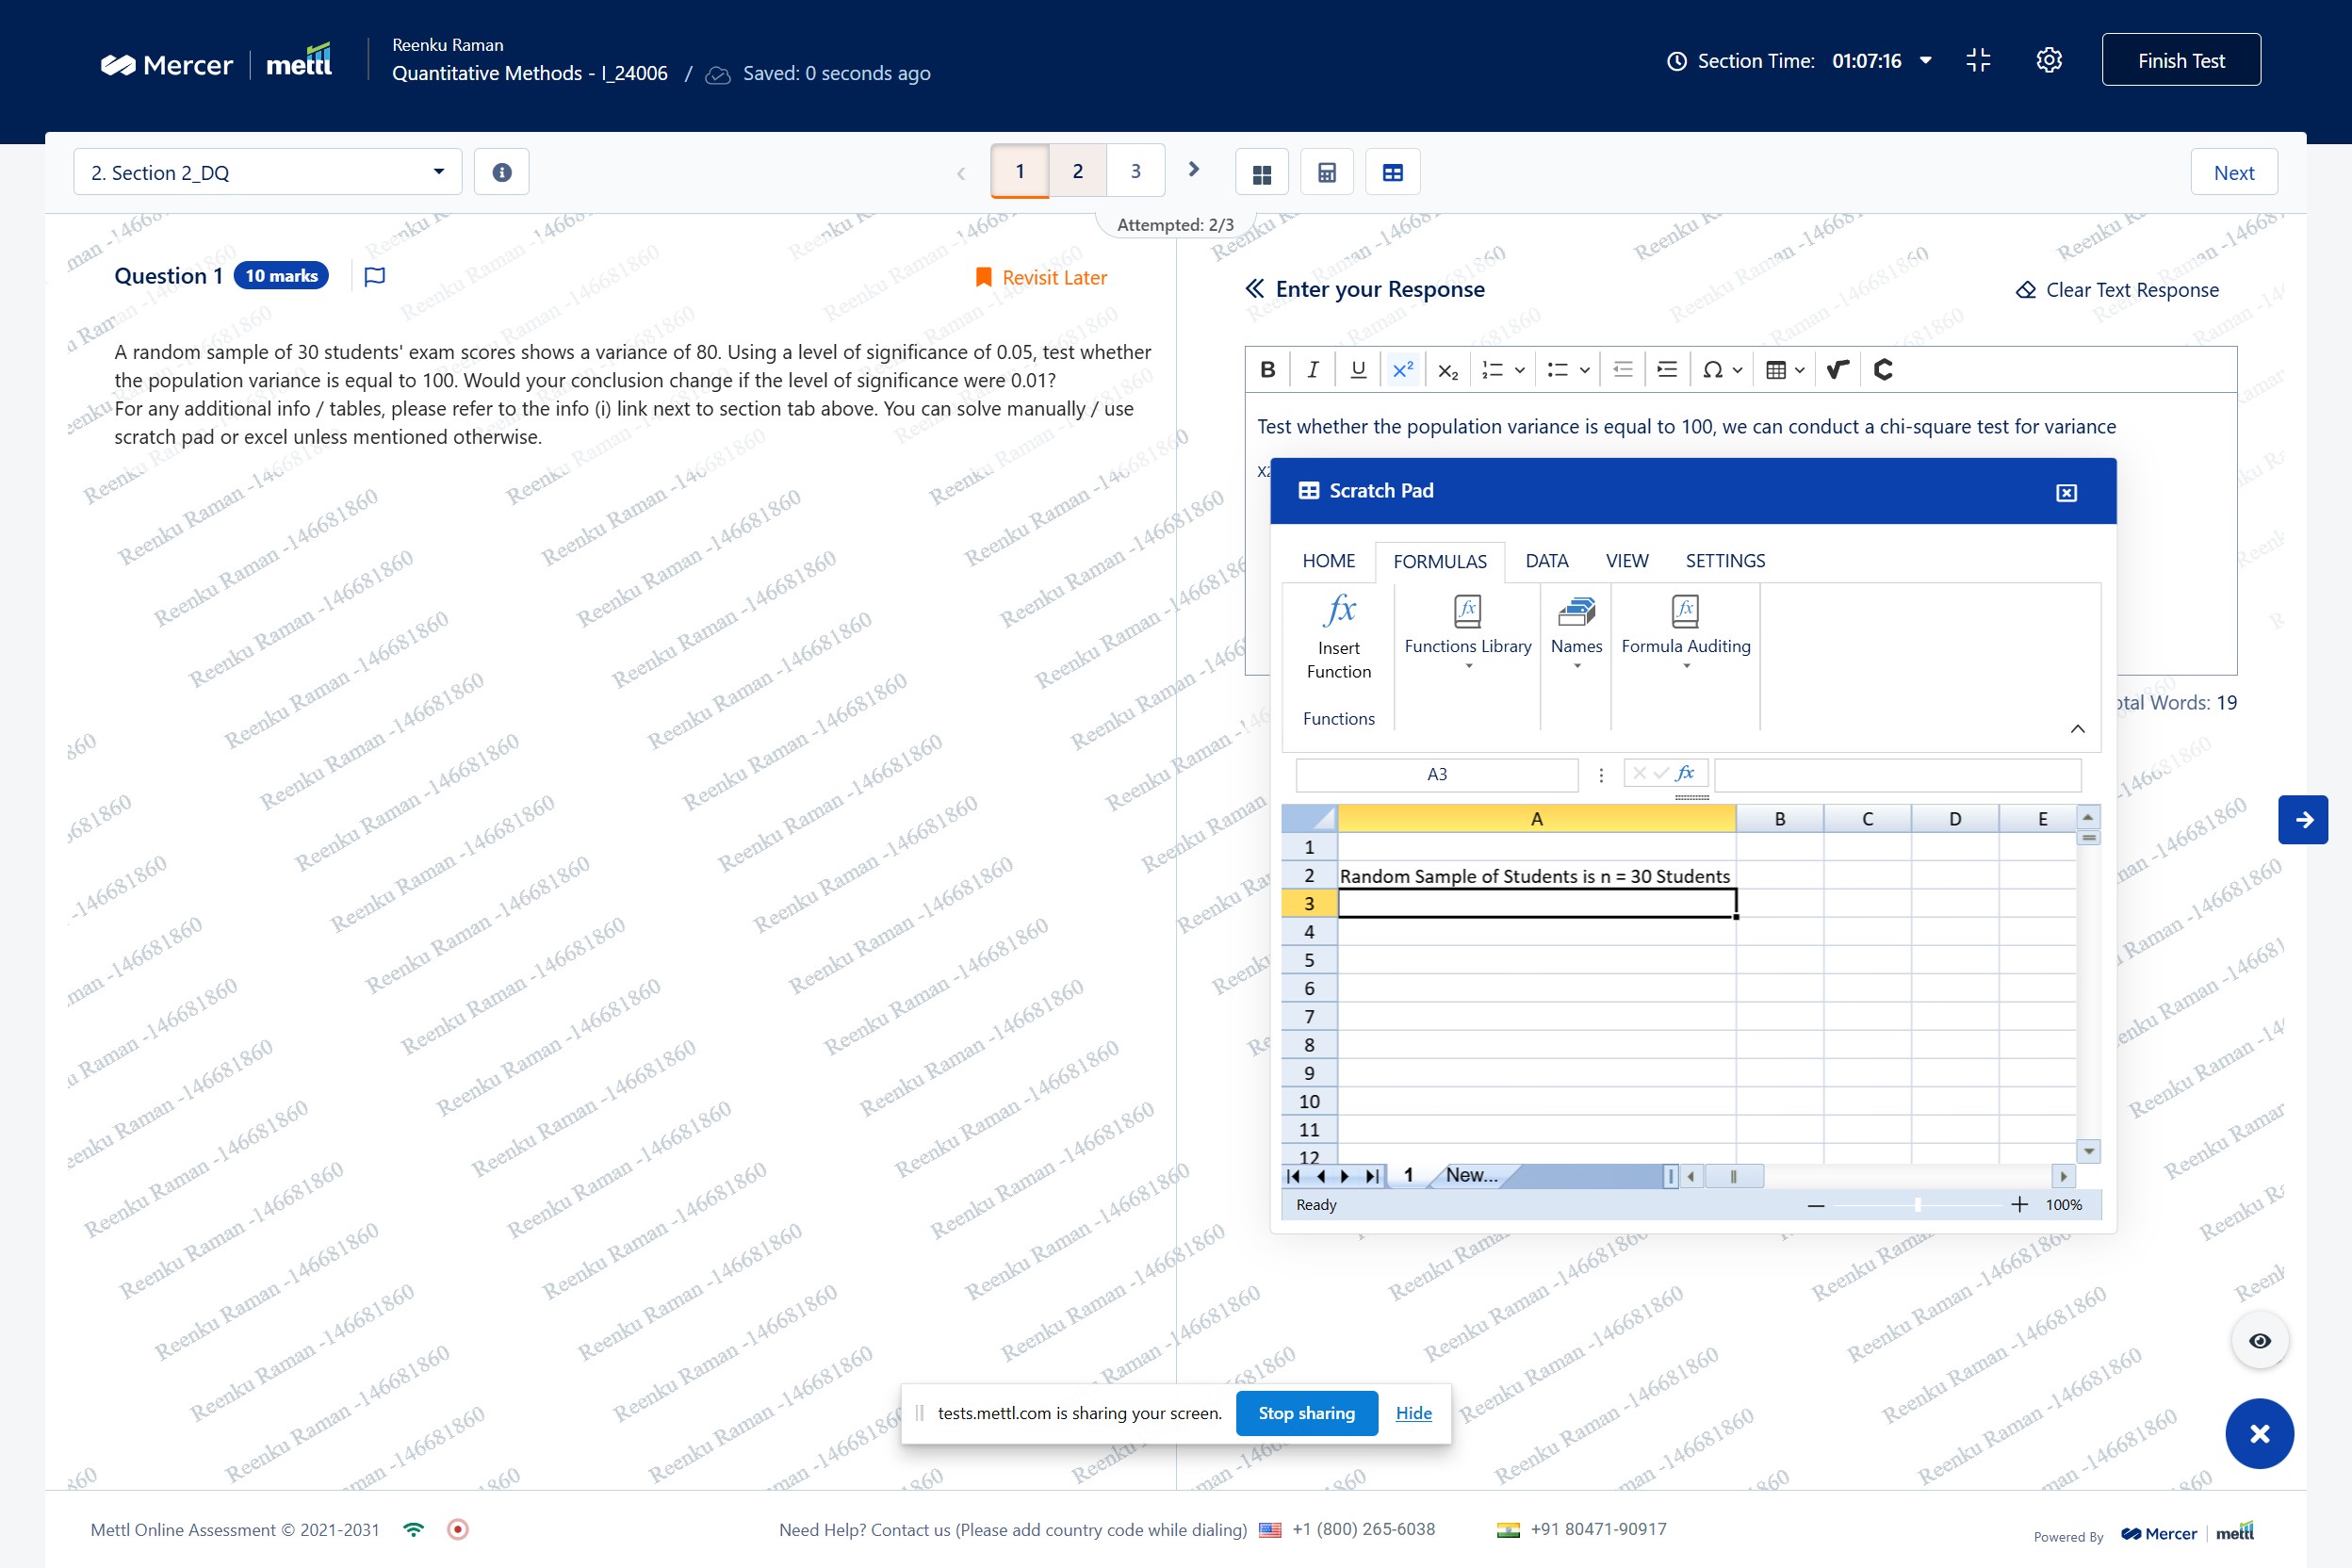 Mercer | mettl
Reenku Raman
Quantitative Methods - I_24006 / Saved: 0 seconds ago
Section Time: 01:07:16
Finish Test
2. Section 2_DQ
1 2 3
Next
Attempted: 2/3
Question 1 10 marks
Revisit Later
A random sample of 30 students' exam scores shows a variance of 80. Using a level of significance of 0.05, test whether
the population variance is equal to 100. Would your conclusion change if the level of significance were 0.01?
For any additional info / tables, please refer to the info (i) link next to section tab above. You can solve manually / use
scratch pad or excel unless mentioned otherwise.
Enter your Response
Clear Text Response
B I U x² x₂ Ω
Test whether the population variance is equal to 100, we can conduct a chi-square test for variance
Scratch Pad
HOME FORMULAS DATA VIEW SETTINGS
fx
Insert
Function
Functions Library
Names
Formula Auditing
Functions
Total Words: 19
A3
fx
A B C D E
1
2 Random Sample of Students is n = 30 Students
3
4
5
6
7
8
9
10
11
12
1 New...
Ready
100%
Reenku Raman -146681860
tests.mettl.com is sharing your screen.
Stop sharing
Hide
Mettl Online Assessment © 2021-2031
Need Help? Contact us (Please add country code while dialing) +1 (800) 265-6038 +91 80471-90917
Powered By Mercer | mettl